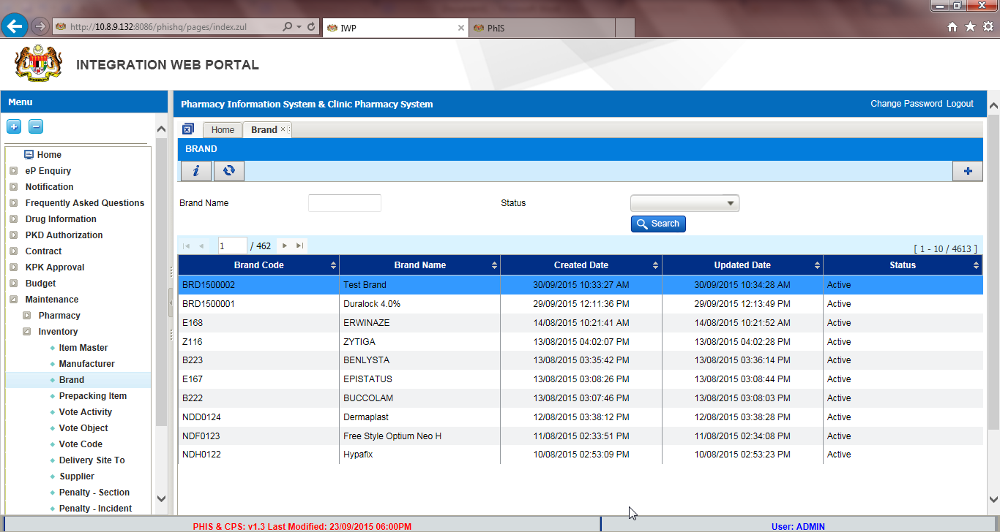 http://10.8.9.132:8086/phishq/pages/index.zul
IWP
PhIS
INTEGRATION WEB PORTAL
Menu
Pharmacy Information System & Clinic Pharmacy System
Change Password Logout
Home
Brand
Home
eP Enquiry
Notification
Frequently Asked Questions
Drug Information
PKD Authorization
Contract
KPK Approval
Budget
Maintenance
Pharmacy
Inventory
Item Master
Manufacturer
Brand
Prepacking Item
Vote Activity
Vote Object
Vote Code
Delivery Site To
Supplier
Penalty - Section
Penalty - Incident
BRAND
Brand Name
Status
Search
1 / 462
[ 1 - 10 / 4613 ]
Brand Code Brand Name Created Date Updated Date Status
BRD1500002 Test Brand 30/09/2015 10:33:27 AM 30/09/2015 10:34:28 AM Active
BRD1500001 Duralock 4.0% 29/09/2015 12:11:36 PM 29/09/2015 12:13:49 PM Active
E168 ERWINAZE 14/08/2015 10:21:41 AM 14/08/2015 10:21:52 AM Active
Z116 ZYTIGA 13/08/2015 04:02:07 PM 13/08/2015 04:02:28 PM Active
B223 BENLYSTA 13/08/2015 03:35:42 PM 13/08/2015 03:36:14 PM Active
E167 EPISTATUS 13/08/2015 03:08:26 PM 13/08/2015 03:08:44 PM Active
B222 BUCCOLAM 13/08/2015 03:07:46 PM 13/08/2015 03:08:03 PM Active
NDD0124 Dermaplast 12/08/2015 03:38:12 PM 12/08/2015 03:38:28 PM Active
NDF0123 Free Style Optium Neo H 11/08/2015 02:33:51 PM 11/08/2015 02:34:08 PM Active
NDH0122 Hypafix 10/08/2015 02:53:09 PM 10/08/2015 02:53:23 PM Active
PHIS & CPS: v1.3 Last Modified: 23/09/2015 06:00PM
User: ADMIN